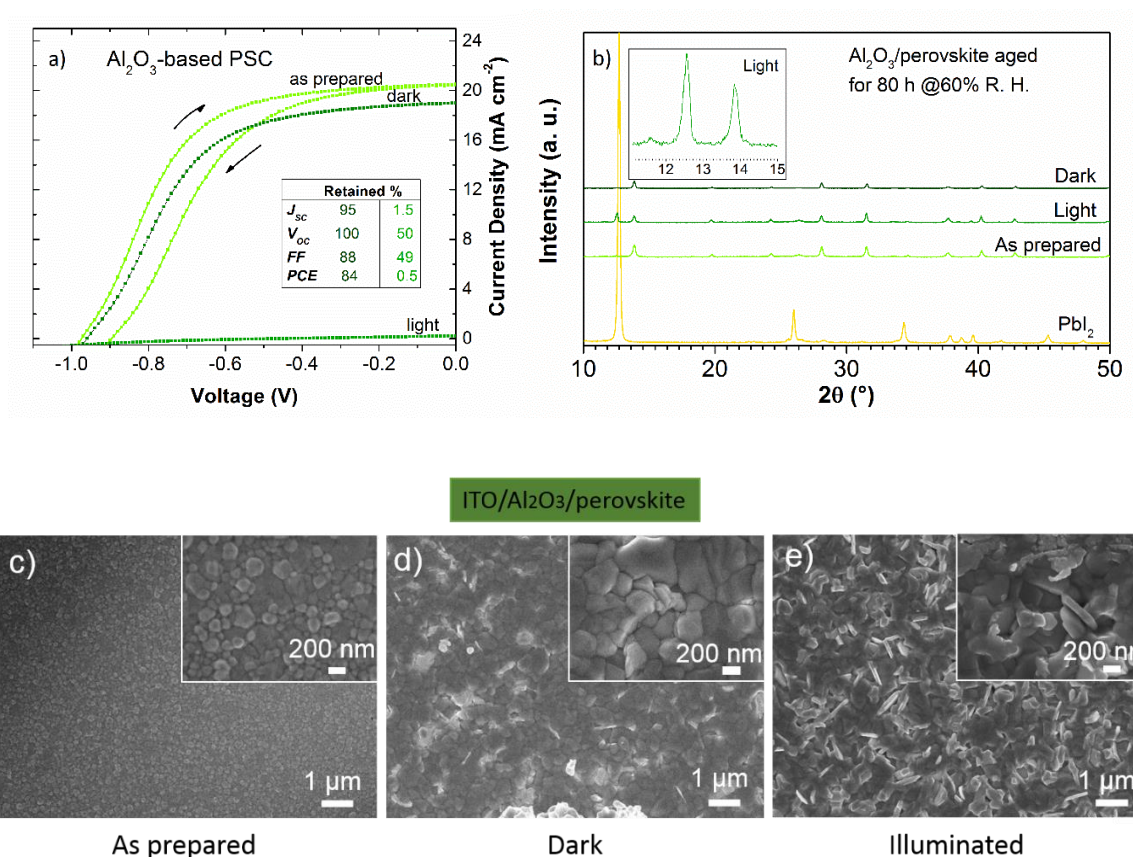 a)
Al₂O₃-based PSC
as prepared
dark
light
Retained %
Jsc 95 1.5
Voc 100 50
FF 88 49
PCE 84 0.5
24
20
16
12
8
4
0
Current Density (mA cm⁻²)
-1.0 -0.8 -0.6 -0.4 -0.2 0.0
Voltage (V)
b)
Al₂O₃/perovskite aged
for 80 h @60% R. H.
Light
12 13 14 15
Dark
Light
As prepared
PbI₂
Intensity (a. u.)
10 20 30 40 50
2θ (°)
ITO/Al2O3/perovskite
c)
200 nm
1 µm
As prepared
d)
200 nm
1 µm
Dark
e)
200 nm
1 µm
Illuminated